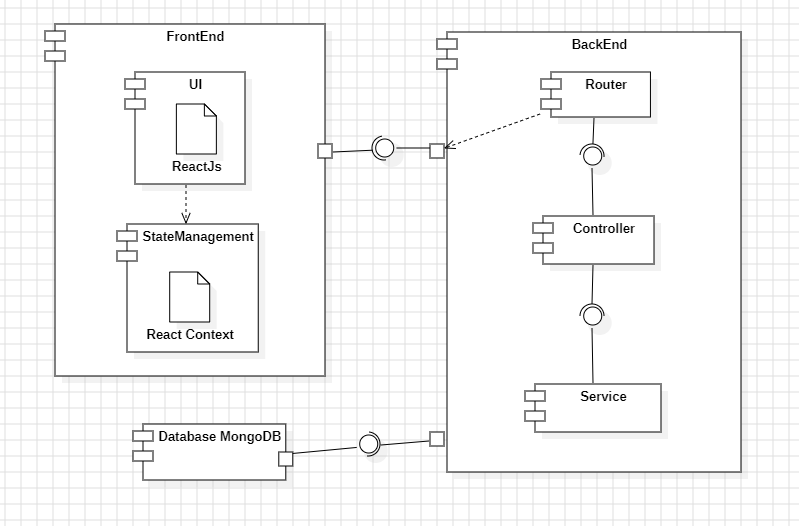 FrontEnd
UI
ReactJs
StateManagement
React Context
BackEnd
Router
Controller
Service
Database MongoDB